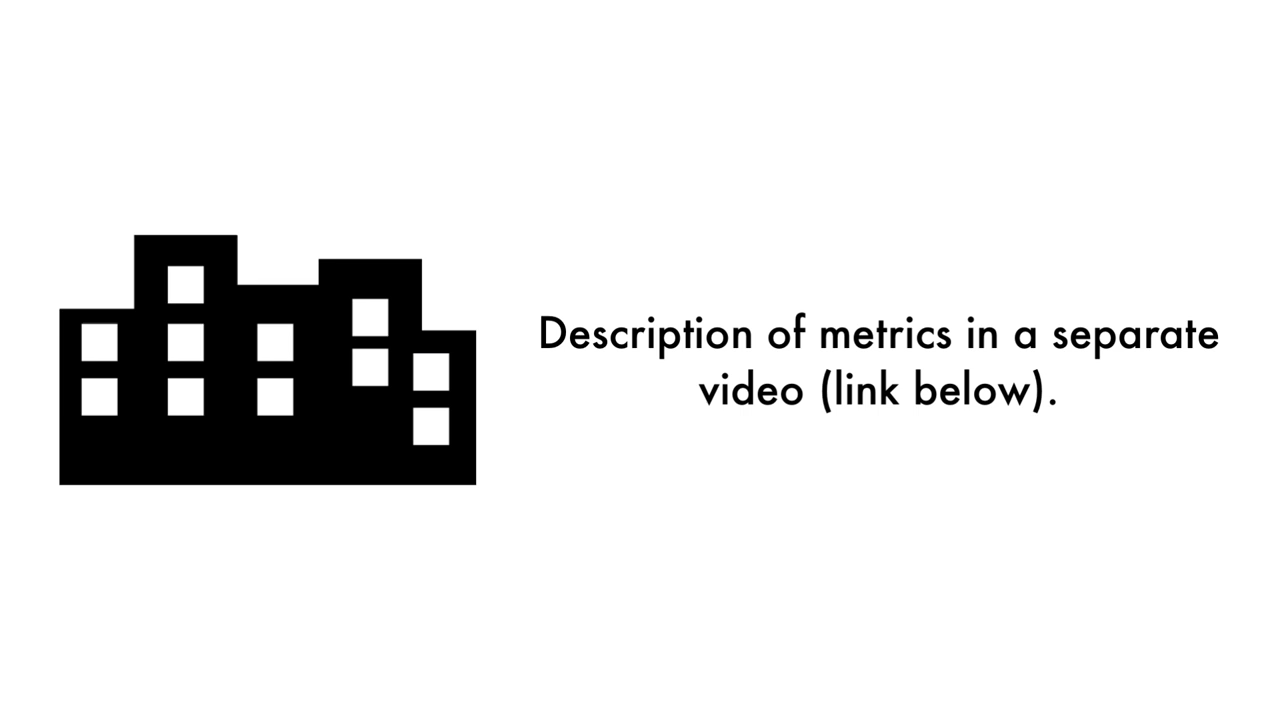 Description of metrics in a separate
video (link below).